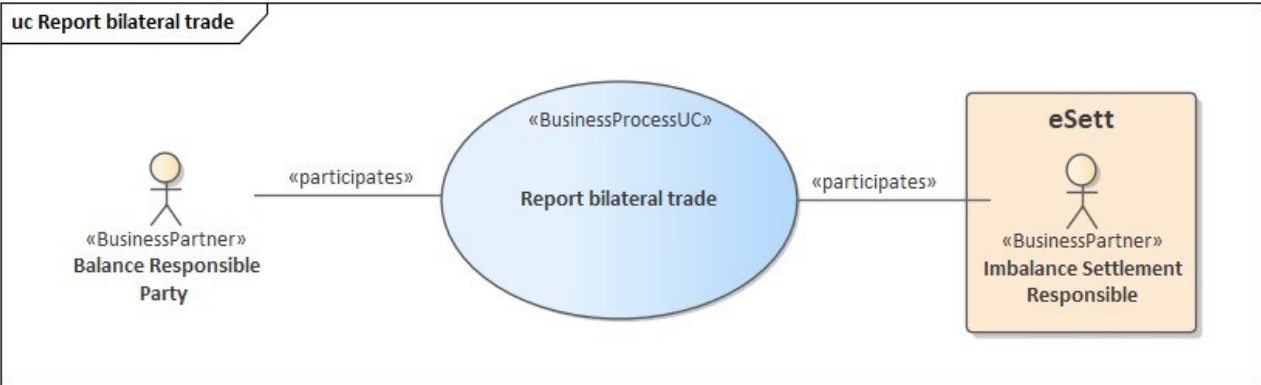 uc Report bilateral trade
«BusinessProcessUC»
Report bilateral trade
«participates»
«participates»
«BusinessPartner»
Balance Responsible
Party
eSett
«BusinessPartner»
Imbalance Settlement
Responsible